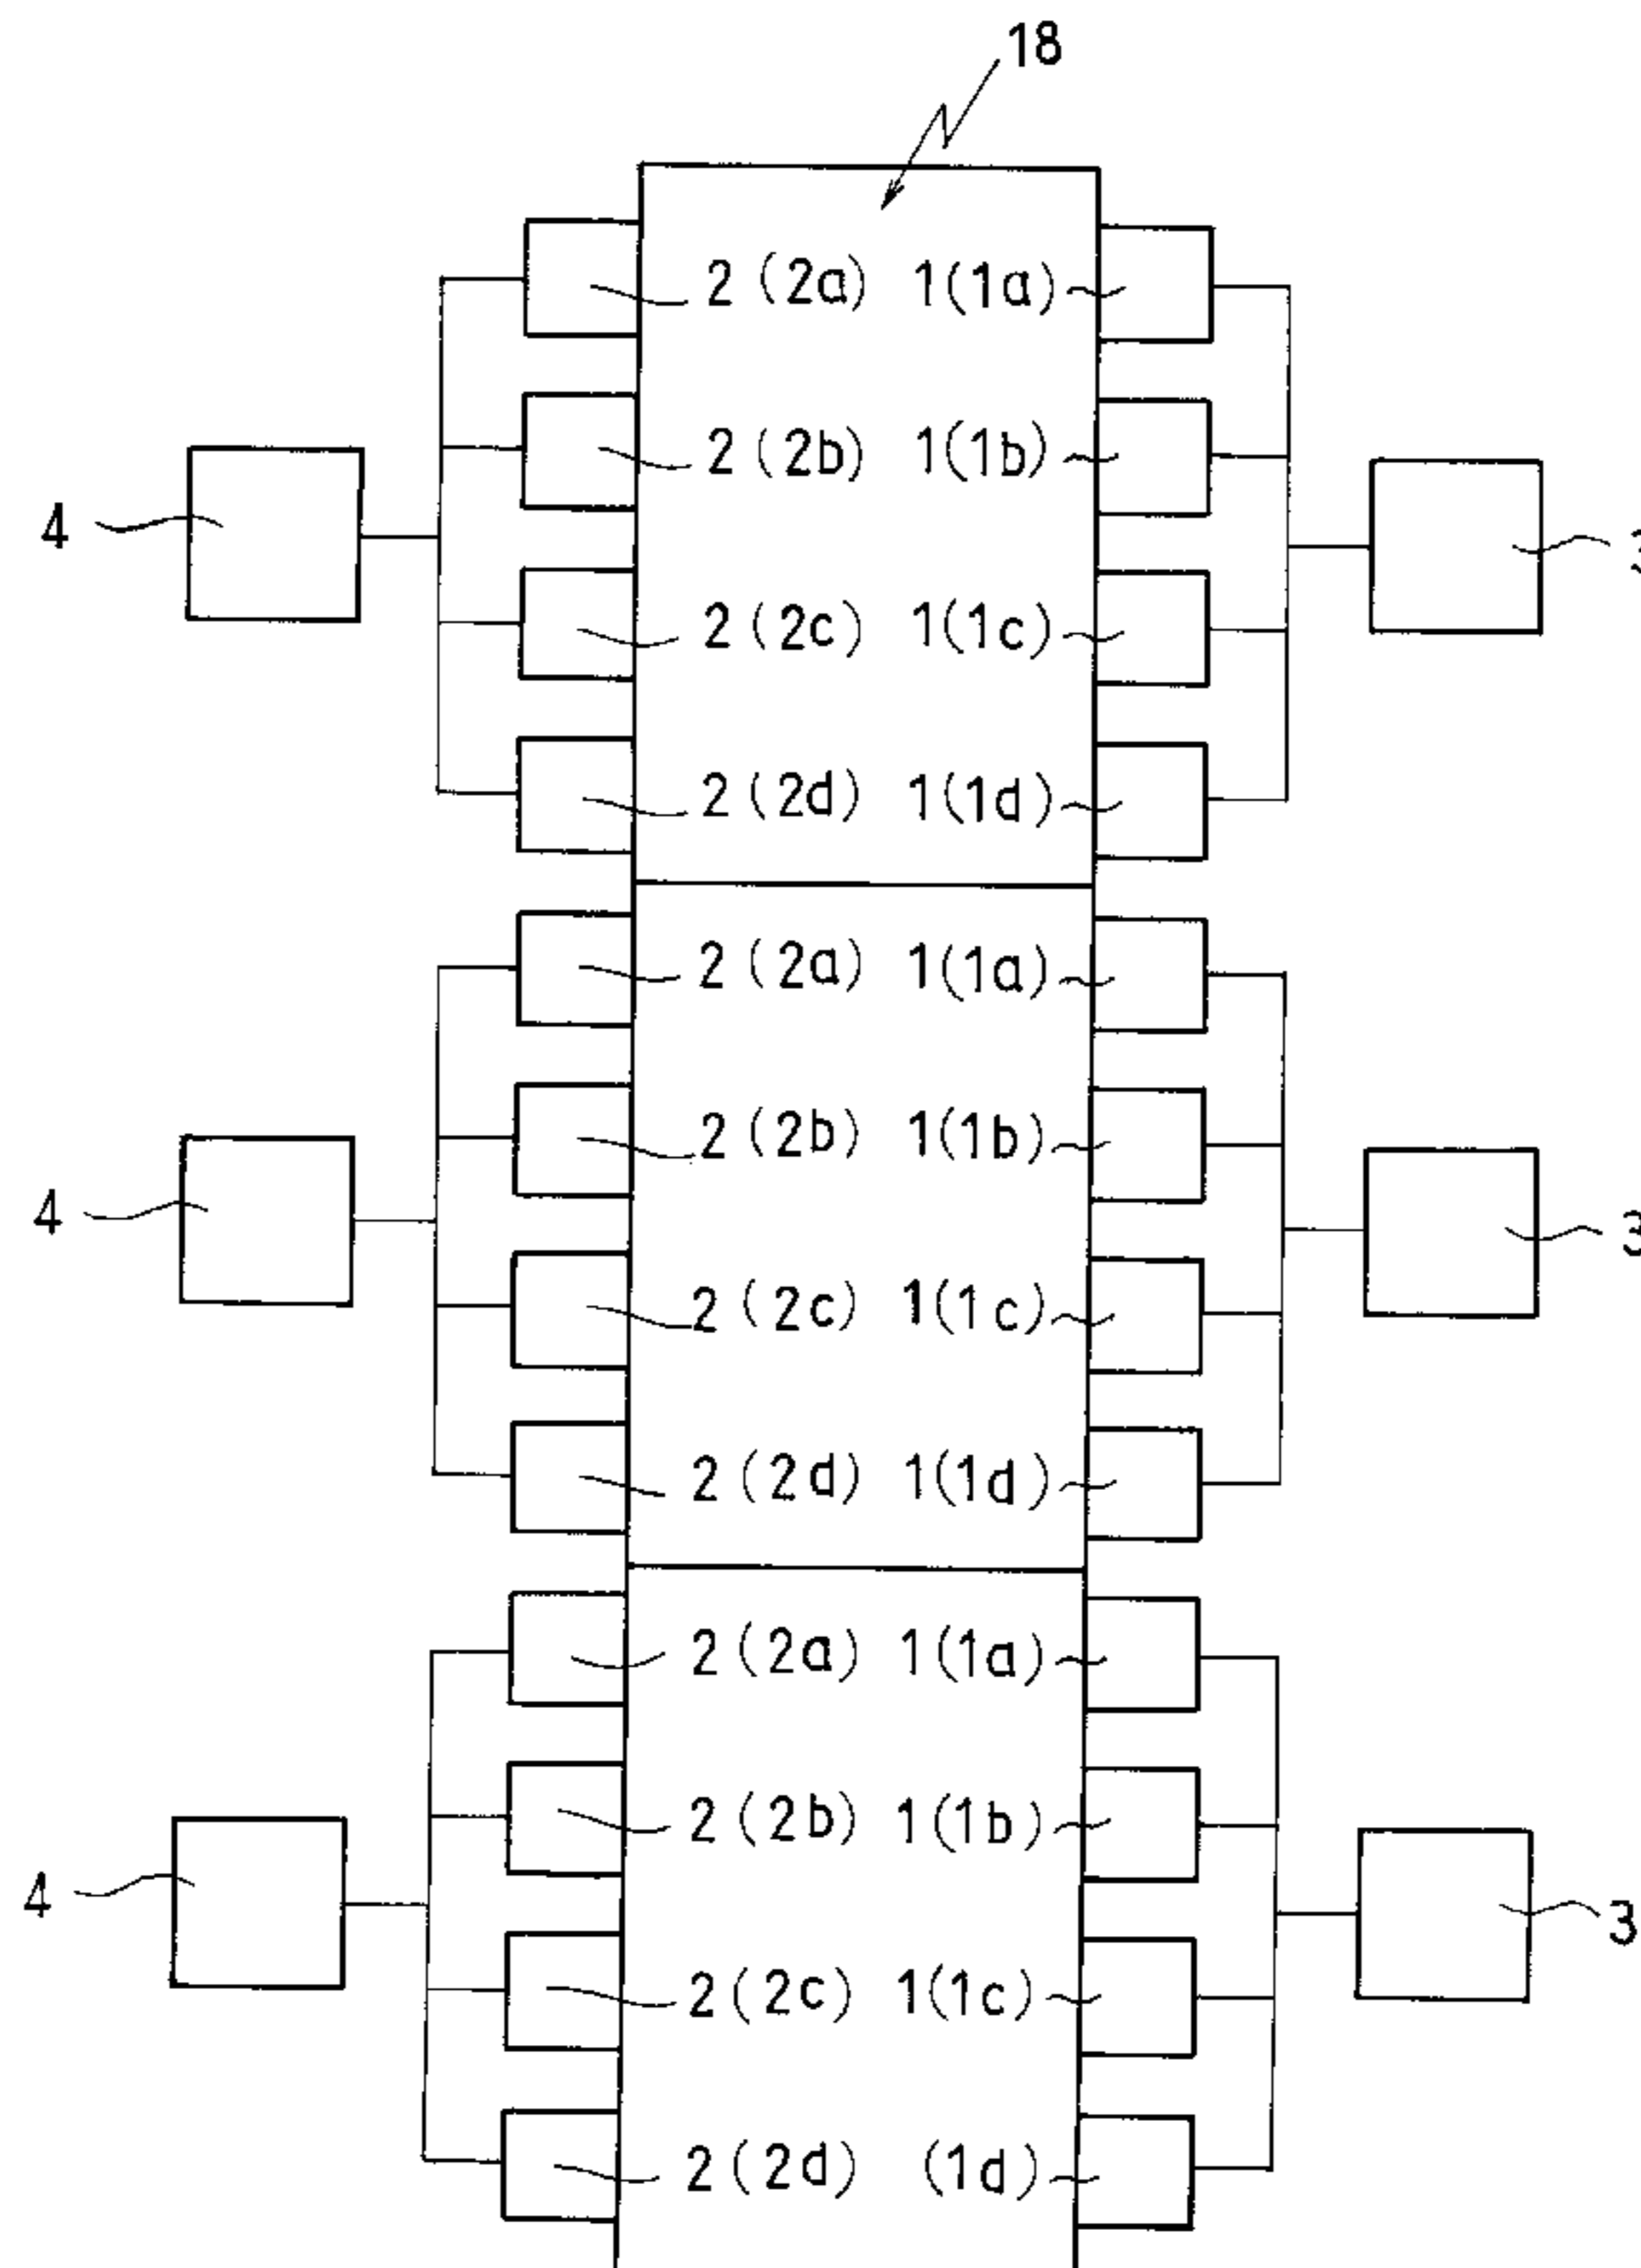 18
2 (2a) 1(1a)
2 (2b) 1(1b)
4 3
2 (2c) 1(1c)
2 (2d) 1(1d)
2 (2a) 1(1a)
2 (2b) 1(1b)
4 3
2 (2c) 1(1c)
2 (2d) 1(1d)
2 (2a) 1(1a)
2 (2b) 1(1b)
4 3
2 (2c) 1(1c)
2 (2d) (1d)